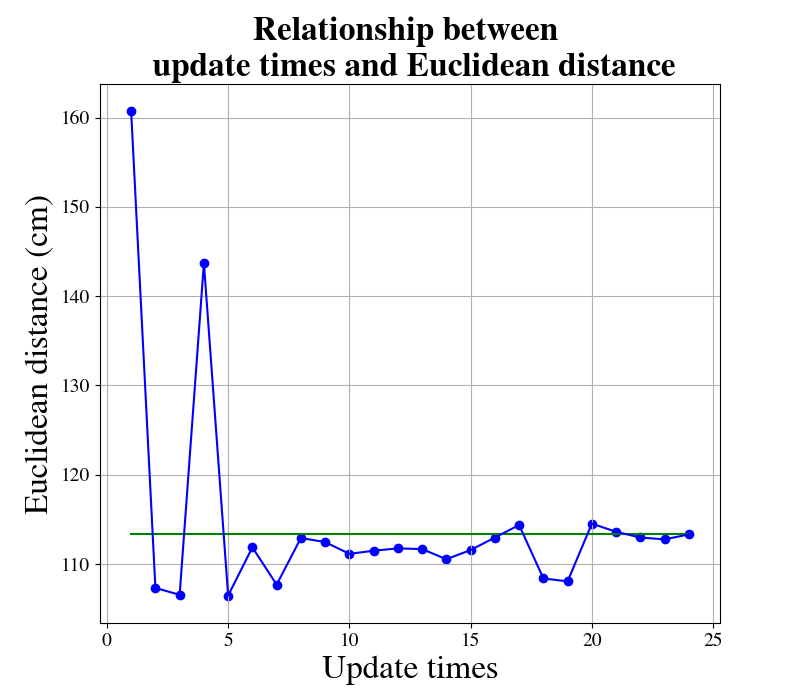 Relationship between
update times and Euclidean distance
Euclidean distance (cm)
160
150
140
130
120
110
0 5 10 15 20 25
Update times